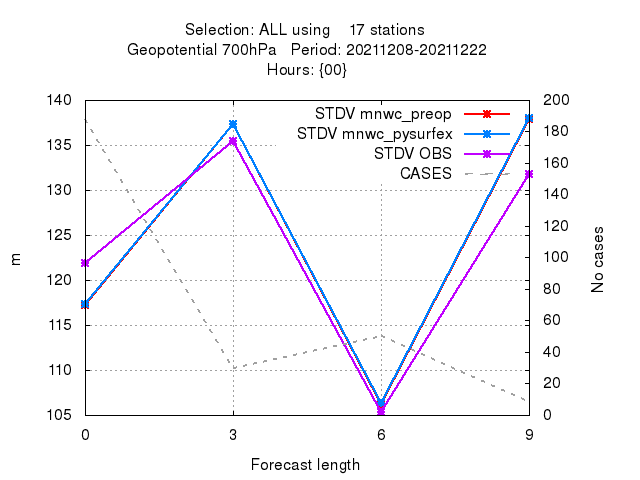 Selection: ALL using    17 stations
Geopotential 700hPa   Period: 20211208-20211222
Hours: {00}
140
135
130
125
120
115
110
105
200
180
160
140
120
100
80
60
40
20
0
STDV mnwc_preop
STDV mnwc_pysurfex
STDV OBS
CASES
m
No cases
0
3
6
9
Forecast length